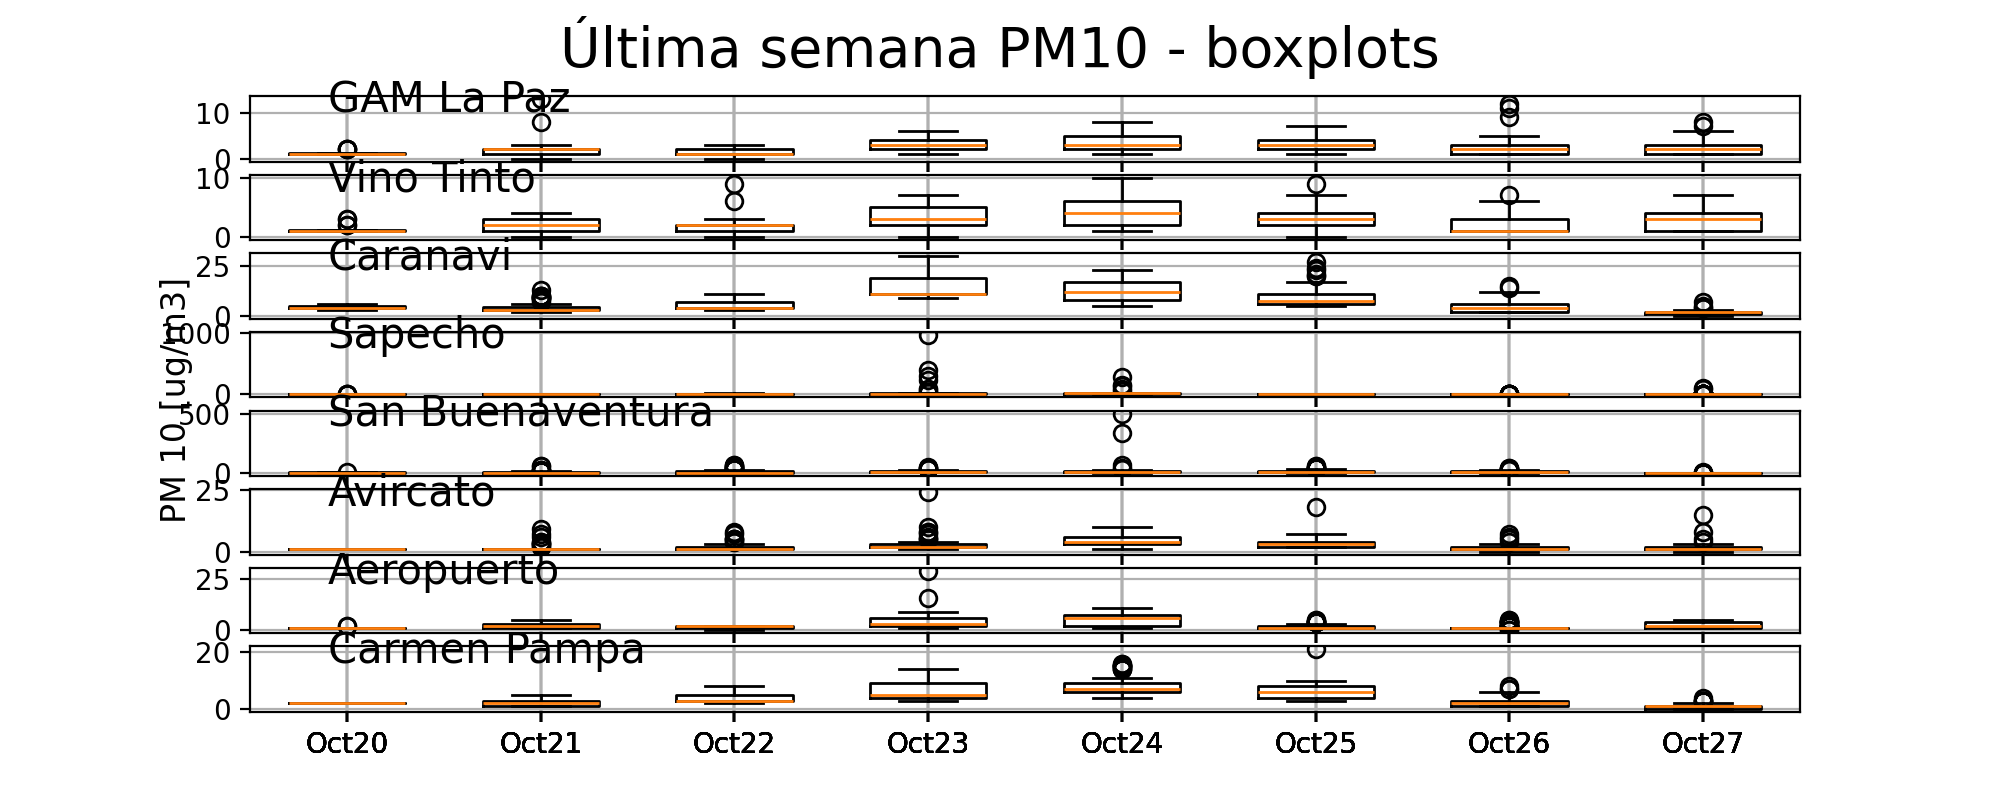 Última semana PM10 - boxplots
GAM La Paz
10
0
Vino Tinto
10
0
Caranavi
25
0
Sapecho
1000
0
San Buenaventura
500
0
Avircato
25
0
Aeropuerto
25
0
Carmen Pampa
20
0
PM 10 [ug/m3]
Oct20 Oct21 Oct22 Oct23 Oct24 Oct25 Oct26 Oct27